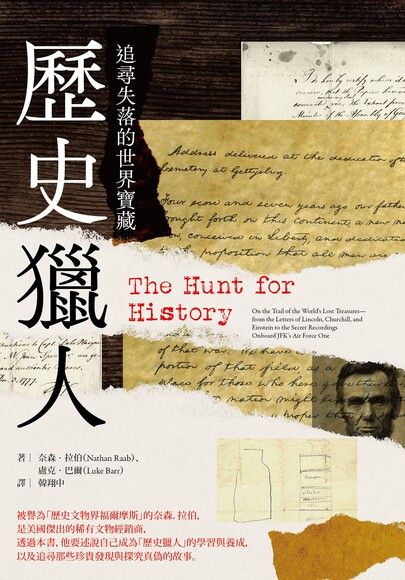 追尋失落的世界寶藏
歷史獵人
The Hunt for
History
On the Trail of the World's Lost Treasures—
from the Letters of Lincoln, Churchill, and
Einstein to the Secret Recordings
Onboard JFK's Air Force One
Address delivered at the dedication of the
Cemetery at Gettysburg.
Four score and seven years ago our fathers
brought forth on this continent, a new
conceived in Liberty, and dedicated
proposition that all men are
of that war. We have
portion of that field as a
place for those who here gave
nation might
著│奈森・拉伯(Nathan Raab)、
盧克・巴爾(Luke Barr)
譯│韓翔中
被譽為「歷史文物界福爾摩斯」的奈森.拉伯,
是美國傑出的稀有文物經銷商,
透過本書,他要述說自己成為「歷史獵人」的學習與養成,
以及追尋那些珍貴發現與探究真偽的故事。